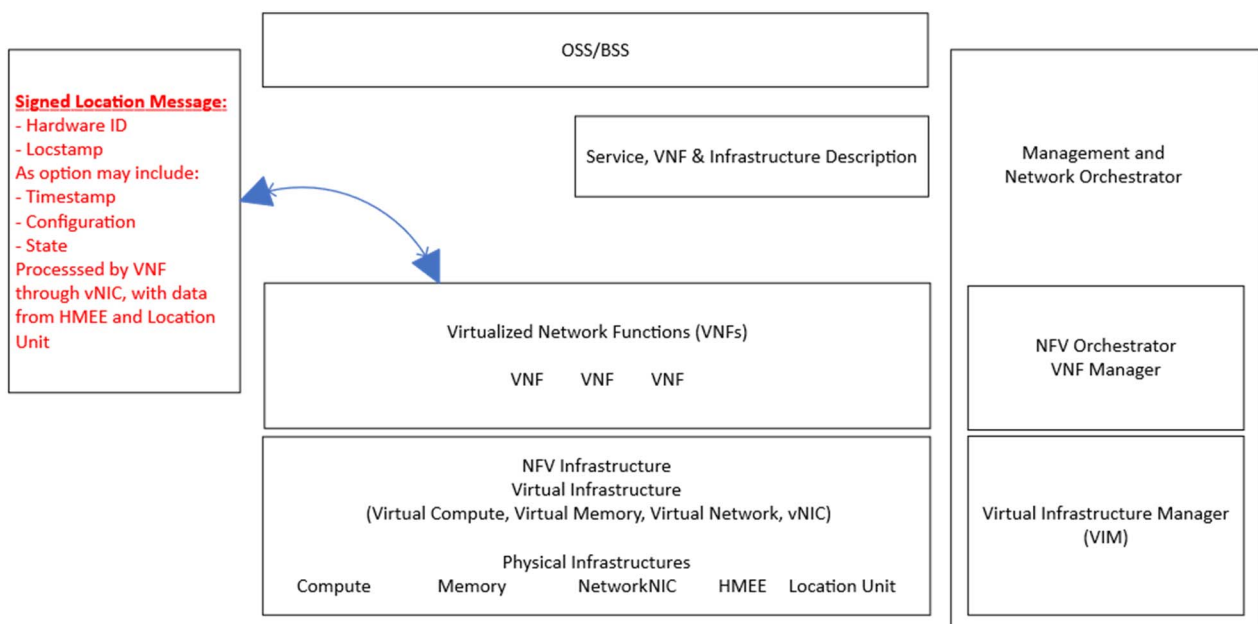 OSS/BSS
Signed Location Message:
- Hardware ID
- Locstamp
As option may include:
- Timestamp
- Configuration
- State
Processsed by VNF
through vNIC, with data
from HMEE and Location
Unit
Service, VNF & Infrastructure Description
Management and
Network Orchestrator
Virtualized Network Functions (VNFs)
VNF VNF VNF
NFV Orchestrator
VNF Manager
NFV Infrastructure
Virtual Infrastructure
(Virtual Compute, Virtual Memory, Virtual Network, vNIC)
Physical Infrastructures
Compute Memory NetworkNIC HMEE Location Unit
Virtual Infrastructure Manager
(VIM)